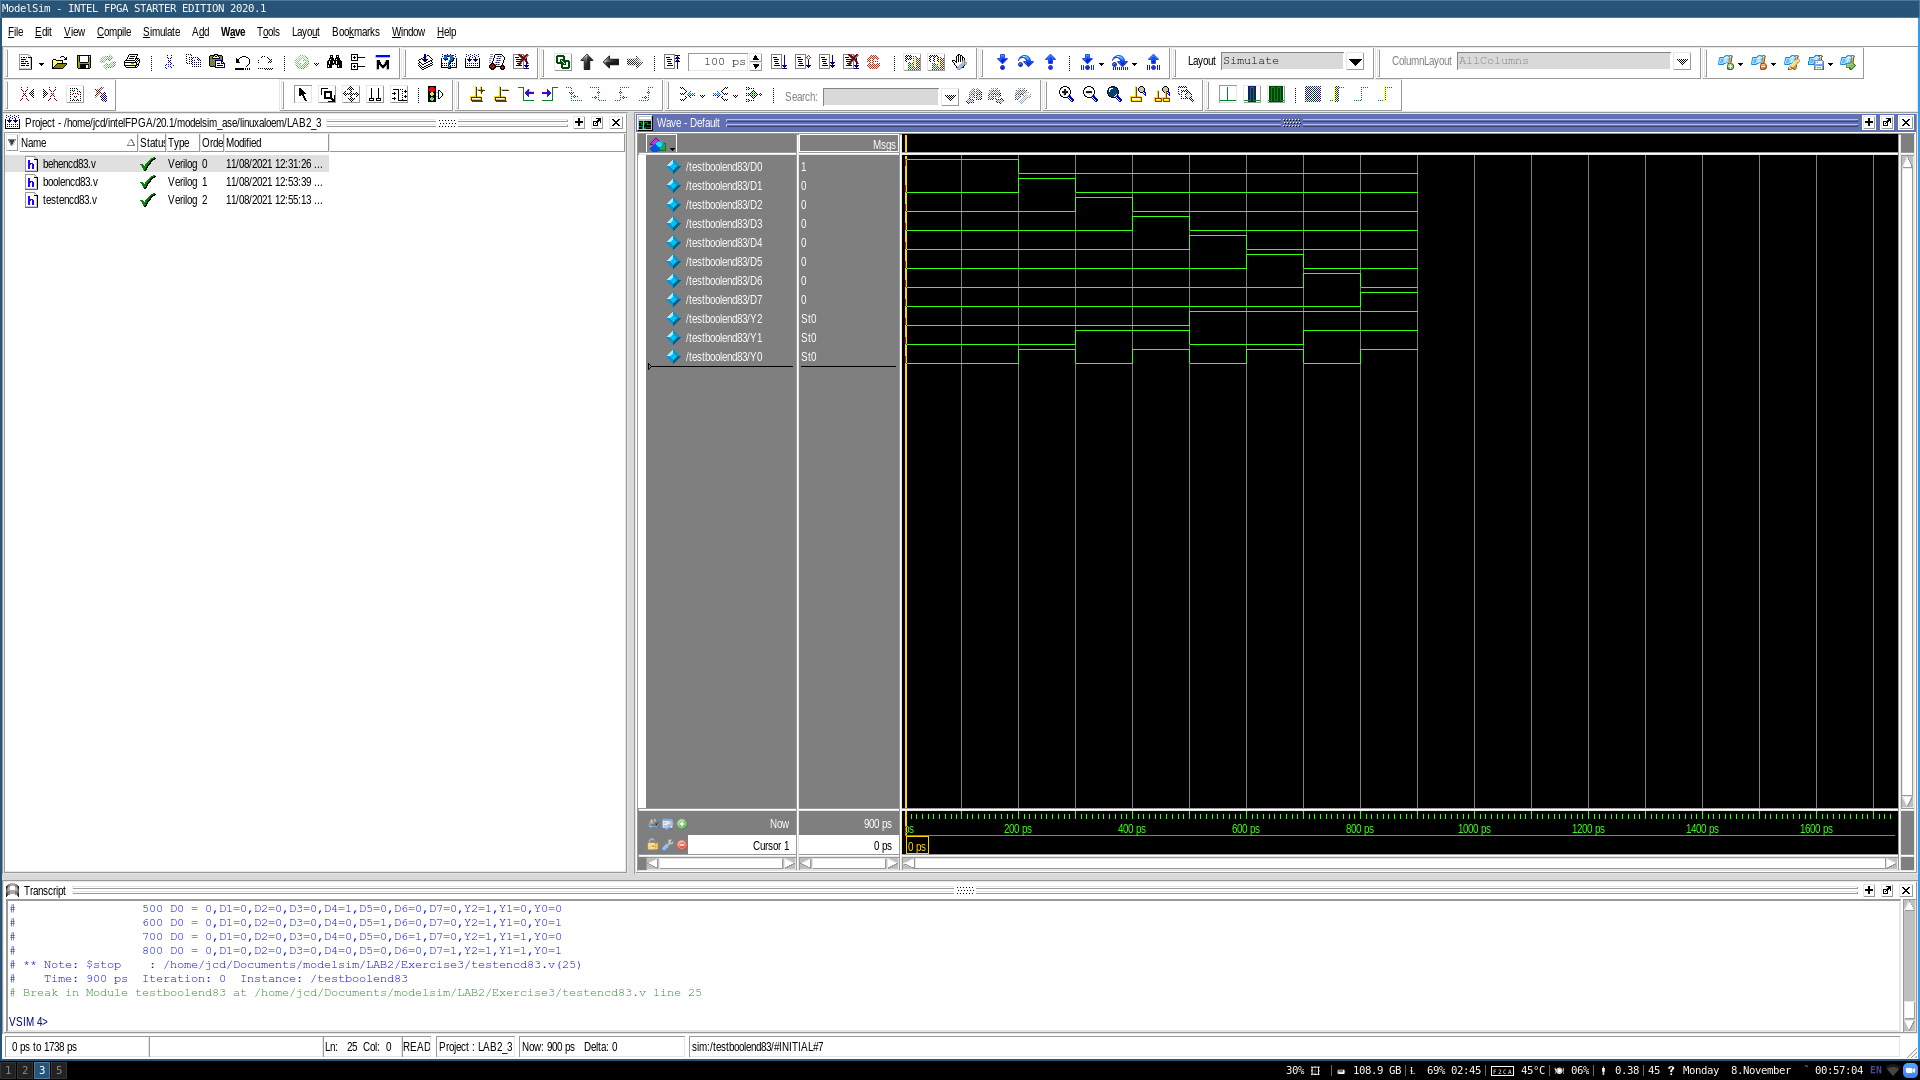 ModelSim - INTEL FPGA STARTER EDITION 2020.1
File Edit View Compile Simulate Add Wave Tools Layout Bookmarks Window Help
100 ps
Layout Simulate
ColumnLayout AllColumns
Search:
Project - /home/jcd/intelFPGA/20.1/modelsim_ase/linuxaloem/LAB2_3
Name Status Type Orde Modified
behencd83.v Verilog 0 11/08/2021 12:31:26 ...
boolencd83.v Verilog 1 11/08/2021 12:53:39 ...
testencd83.v Verilog 2 11/08/2021 12:55:13 ...
Wave - Default
Msgs
/testboolend83/D0 1
/testboolend83/D1 0
/testboolend83/D2 0
/testboolend83/D3 0
/testboolend83/D4 0
/testboolend83/D5 0
/testboolend83/D6 0
/testboolend83/D7 0
/testboolend83/Y2 St0
/testboolend83/Y1 St0
/testboolend83/Y0 St0
Now 900 ps
ps 200 ps 400 ps 600 ps 800 ps 1000 ps 1200 ps 1400 ps 1600 ps
Cursor 1 0 ps
0 ps
Transcript
# 500 D0 = 0,D1=0,D2=0,D3=0,D4=1,D5=0,D6=0,D7=0,Y2=1,Y1=0,Y0=0
# 600 D0 = 0,D1=0,D2=0,D3=0,D4=0,D5=1,D6=0,D7=0,Y2=1,Y1=0,Y0=1
# 700 D0 = 0,D1=0,D2=0,D3=0,D4=0,D5=0,D6=1,D7=0,Y2=1,Y1=1,Y0=0
# 800 D0 = 0,D1=0,D2=0,D3=0,D4=0,D5=0,D6=0,D7=1,Y2=1,Y1=1,Y0=1
# ** Note: $stop : /home/jcd/Documents/modelsim/LAB2/Exercise3/testencd83.v(25)
# Time: 900 ps Iteration: 0 Instance: /testboolend83
# Break in Module testboolend83 at /home/jcd/Documents/modelsim/LAB2/Exercise3/testencd83.v line 25
VSIM 4>
0 ps to 1738 ps
Ln: 25 Col: 0 READ Project : LAB2_3 Now: 900 ps Delta: 0 sim:/testboolend83/#INITIAL#7
1 2 3 5
30% 108.9 GB 69% 02:45 45°C 06% 0.38 45 ? Monday 8.November 00:57:04 EN